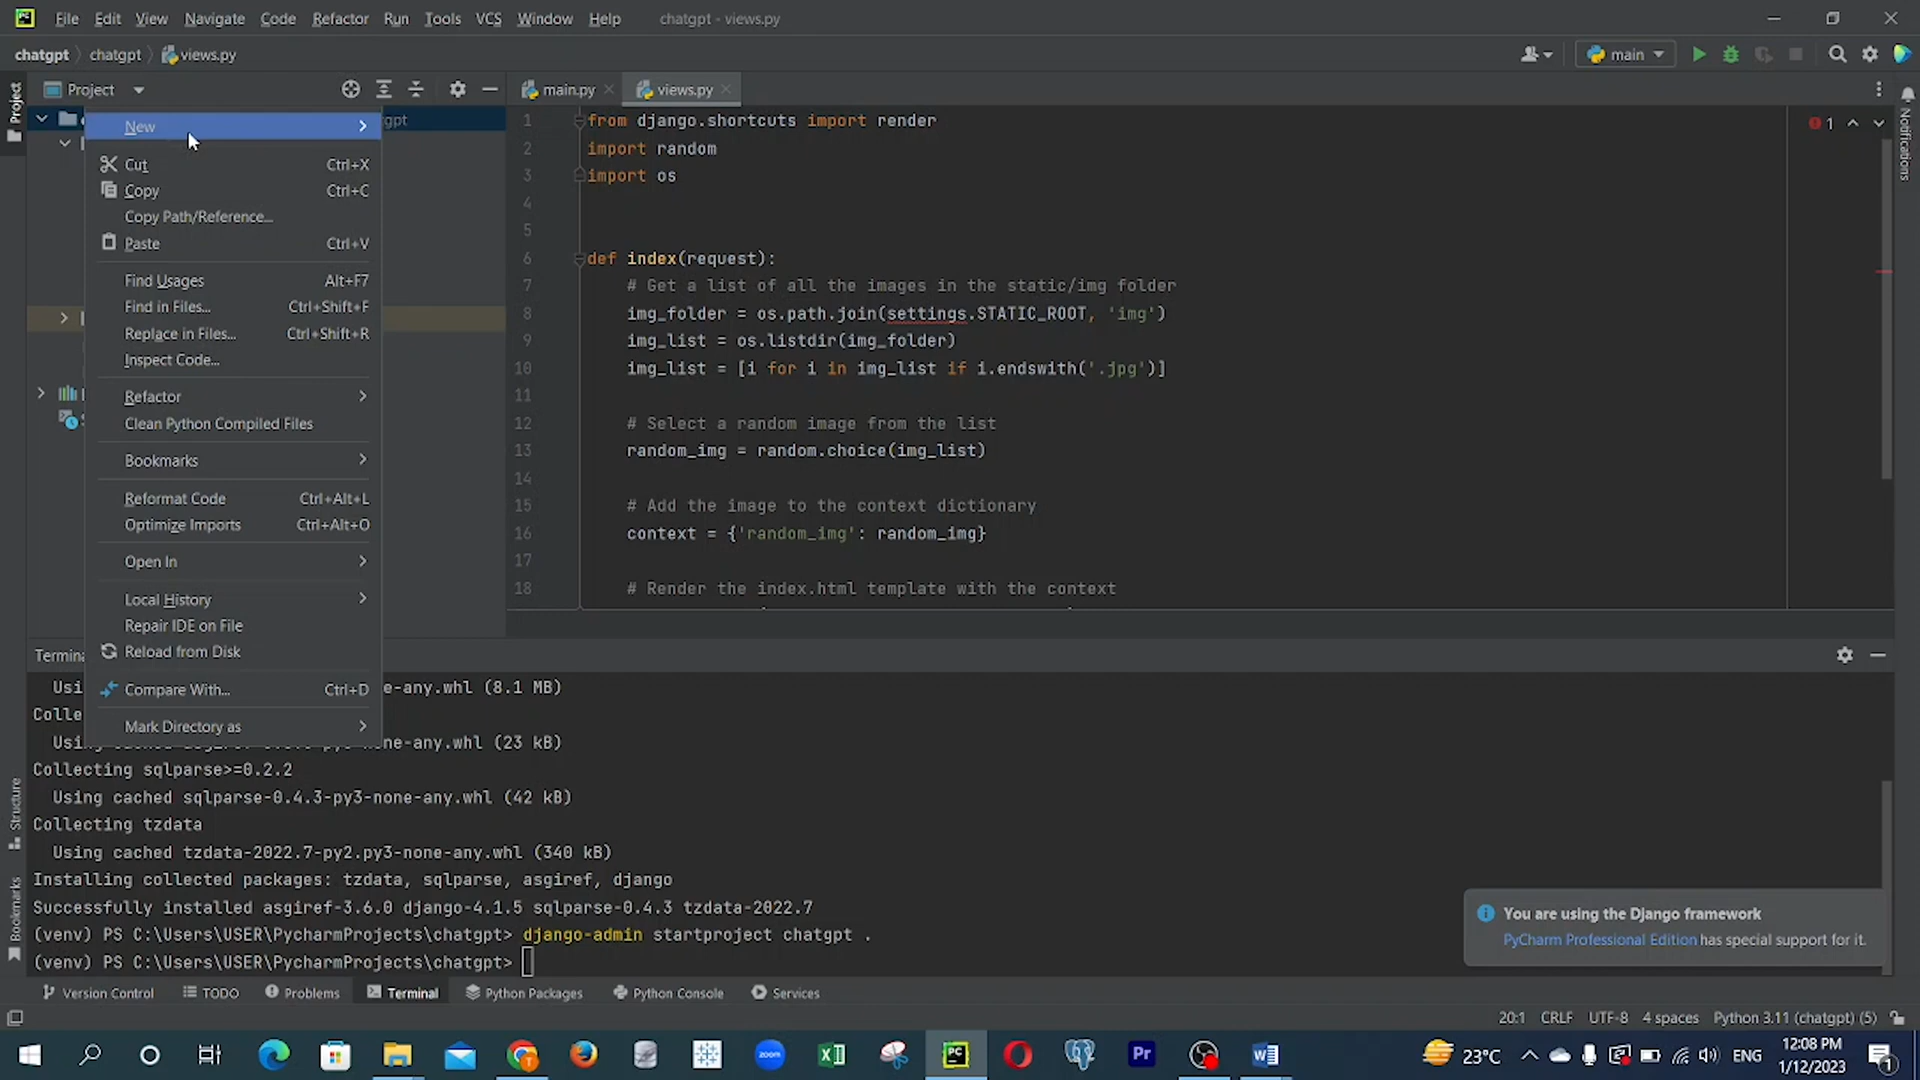 File Edit View Navigate Code Refactor Run Tools VCS Window Help chatgpt - views.py
chatgpt chatgpt views.py main
Project
Project
main.py
views.py
gpt
Notifications
1
New
Cut Ctrl+X
Copy Ctrl+C
Copy Path/Reference...
Paste Ctrl+V
Find Usages Alt+F7
Find in Files... Ctrl+Shift+F
Replace in Files... Ctrl+Shift+R
Inspect Code...
Refactor
Clean Python Compiled Files
Bookmarks
Reformat Code Ctrl+Alt+L
Optimize Imports Ctrl+Alt+O
Open In
Local History
Repair IDE on File
Reload from Disk
Compare With... Ctrl+D
Mark Directory as
1 from django.shortcuts import render
2 import random
3 import os
4
5
6 def index(request):
7 # Get a list of all the images in the static/img folder
8 img_folder = os.path.join(settings.STATIC_ROOT, 'img')
9 img_list = os.listdir(img_folder)
10 img_list = [i for i in img_list if i.endswith('.jpg')]
11
12 # Select a random image from the list
13 random_img = random.choice(img_list)
14
15 # Add the image to the context dictionary
16 context = {'random_img': random_img}
17
18 # Render the index.html template with the context
Termina
Usi e-any.whl (8.1 MB)
Colle
Usin -none-any.whl (23 kB)
Collecting sqlparse>=0.2.2
Using cached sqlparse-0.4.3-py3-none-any.whl (42 kB)
Collecting tzdata
Using cached tzdata-2022.7-py2.py3-none-any.whl (340 kB)
Installing collected packages: tzdata, sqlparse, asgiref, django
Successfully installed asgiref-3.6.0 django-4.1.5 sqlparse-0.4.3 tzdata-2022.7
(venv) PS C:\Users\USER\PycharmProjects\chatgpt> django-admin startproject chatgpt .
(venv) PS C:\Users\USER\PycharmProjects\chatgpt>
Structure
Bookmarks
You are using the Django framework
PyCharm Professional Edition has special support for it.
Version Control TODO Problems Terminal Python Packages Python Console Services
20:1 CRLF UTF-8 4 spaces Python 3.11 (chatgpt) (5)
zoom
PC
Pr
23°C
ENG
12:08 PM
1/12/2023
1